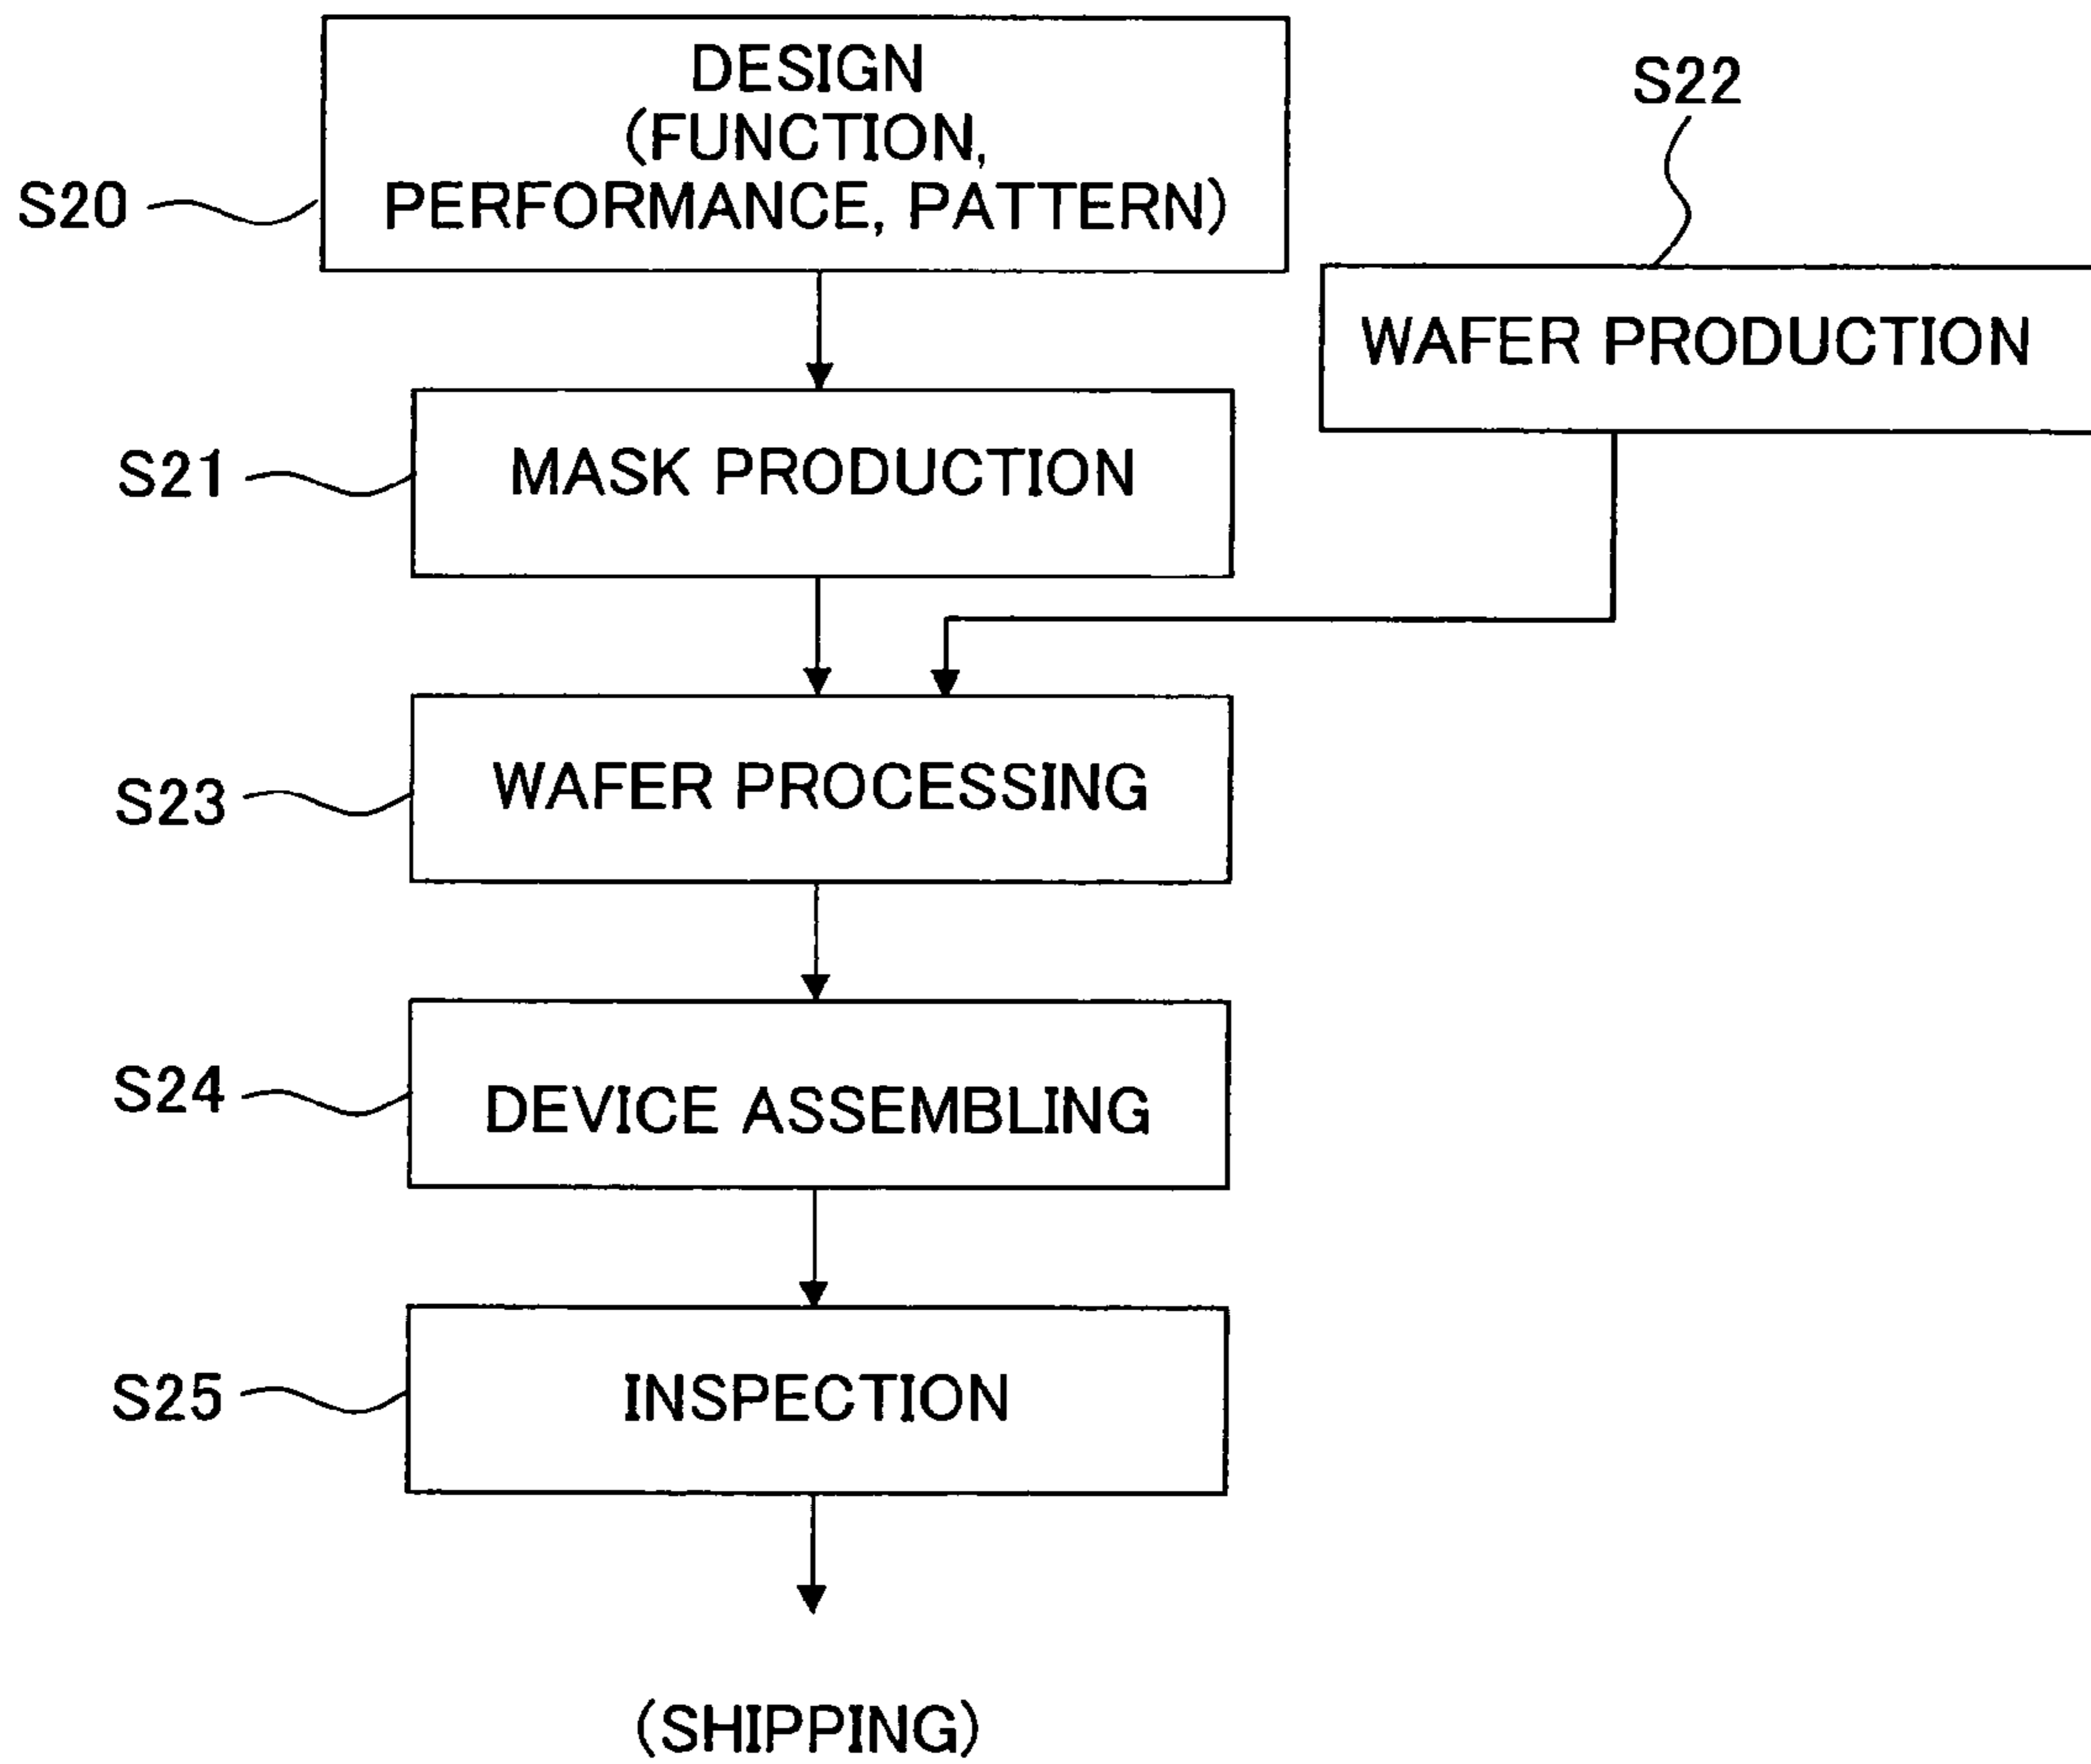 DESIGN
(FUNCTION,
PERFORMANCE, PATTERN)
S20
S22
WAFER PRODUCTION
S21
MASK PRODUCTION
S23
WAFER PROCESSING
S24
DEVICE ASSEMBLING
S25
INSPECTION
(SHIPPING)